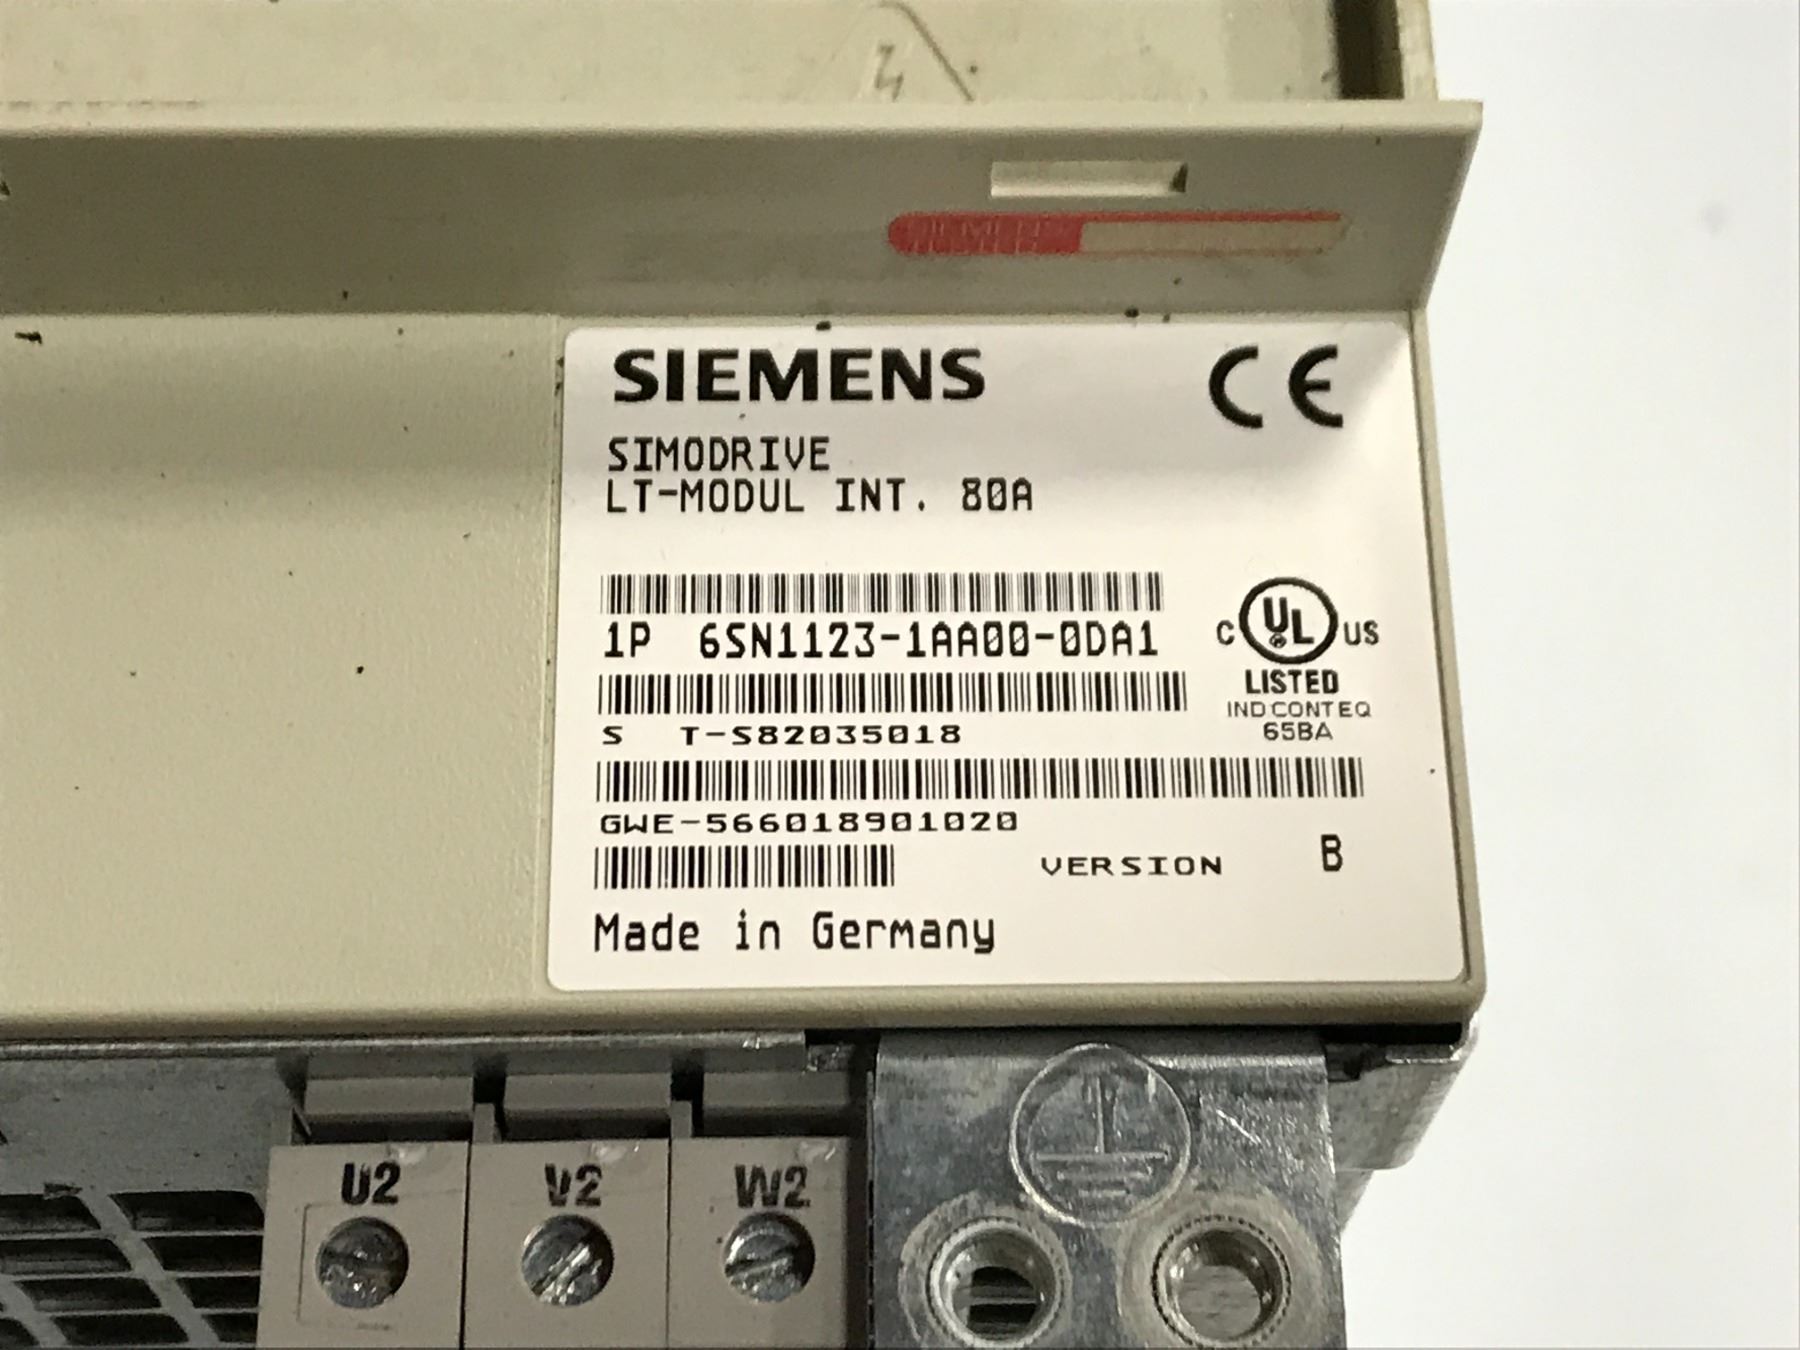 SIEMENS
SIEMENS
CE
SIMODRIVE
LT-MODUL INT. 80A
1P 6SN1123-1AA00-0DA1
C UL US
LISTED
IND CONT EQ
65BA
S T-S82035018
GWE-566018901020
VERSION B
Made in Germany
U2 V2 W2